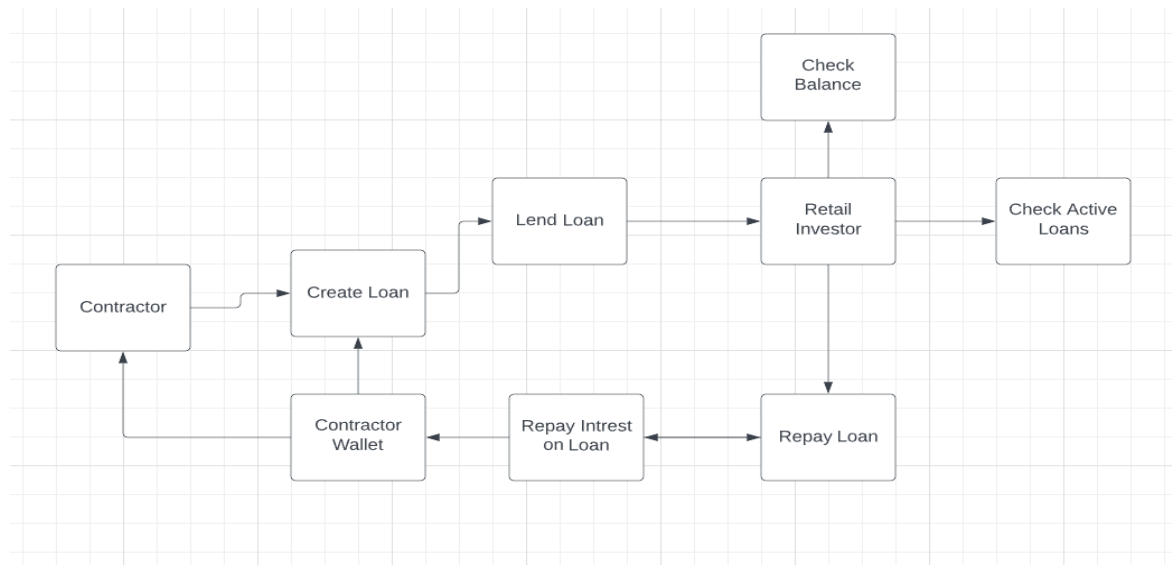 Check
Balance
Lend Loan
Retail
Investor
Check Active
Loans
Contractor
Create Loan
Contractor
Wallet
Repay Intrest
on Loan
Repay Loan